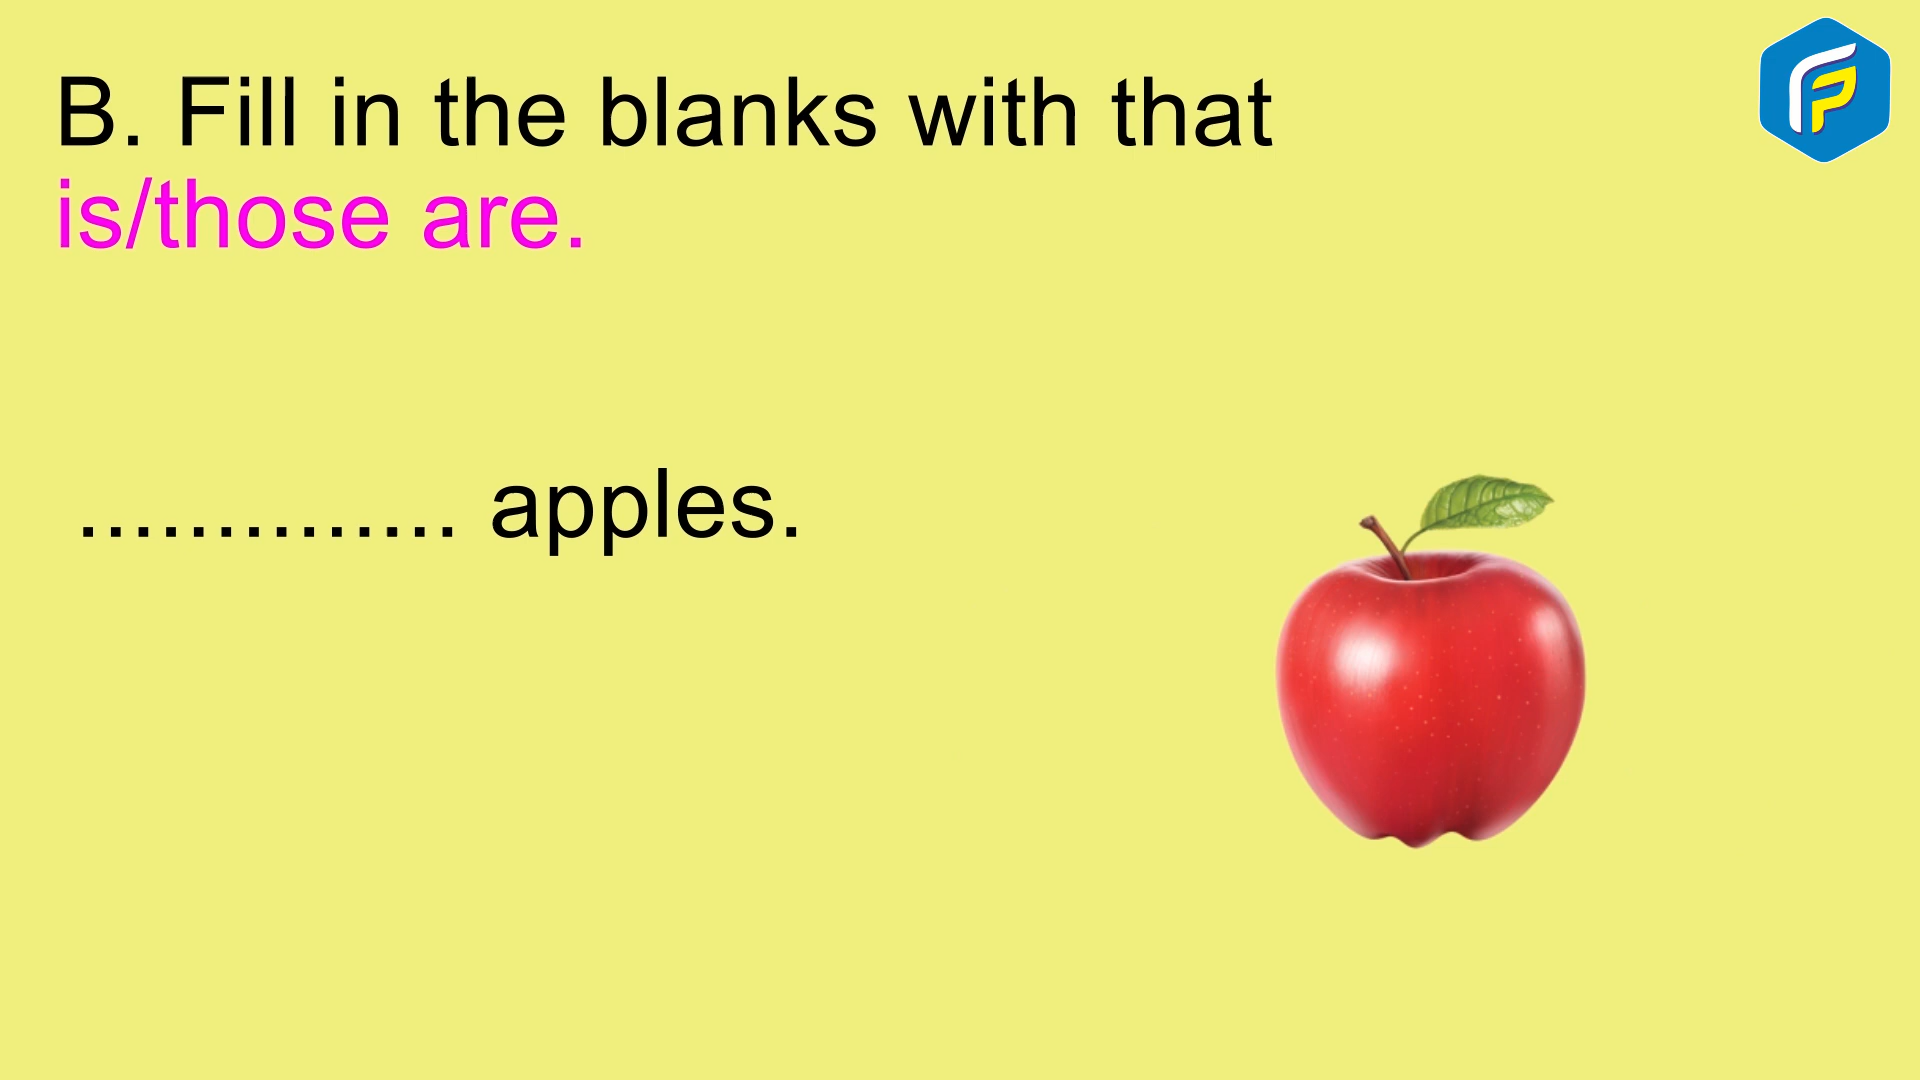 B. Fill in the blanks with that
is/those are.
.............. apples.